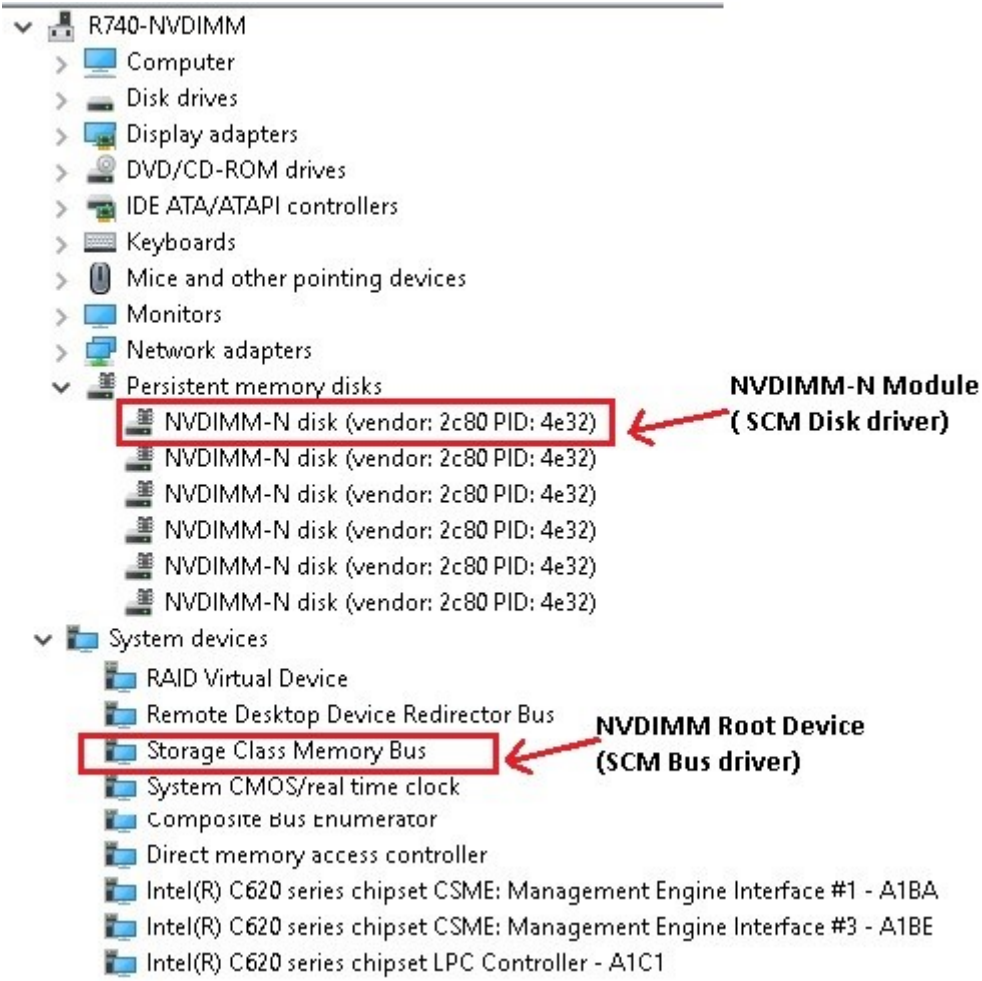 R740-NVDIMM
Computer
Disk drives
Display adapters
DVD/CD-ROM drives
IDE ATA/ATAPI controllers
Keyboards
Mice and other pointing devices
Monitors
Network adapters
Persistent memory disks
NVDIMM-N Module
( SCM Disk driver)
NVDIMM-N disk (vendor: 2c80 PID: 4e32)
NVDIMM-N disk (vendor: 2c80 PID: 4e32)
NVDIMM-N disk (vendor: 2c80 PID: 4e32)
NVDIMM-N disk (vendor: 2c80 PID: 4e32)
NVDIMM-N disk (vendor: 2c80 PID: 4e32)
NVDIMM-N disk (vendor: 2c80 PID: 4e32)
System devices
RAID Virtual Device
Remote Desktop Device Redirector Bus
NVDIMM Root Device
(SCM Bus driver)
Storage Class Memory Bus
System CMOS/real time clock
Composite Bus Enumerator
Direct memory access controller
Intel(R) C620 series chipset CSME: Management Engine Interface #1 - A1BA
Intel(R) C620 series chipset CSME: Management Engine Interface #3 - A1BE
Intel(R) C620 series chipset LPC Controller - A1C1